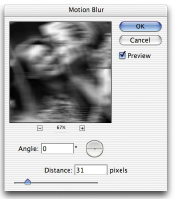 Motion Blur
OK
Cancel
Preview
67%
Angle: 0 °
Distance: 31 pixels